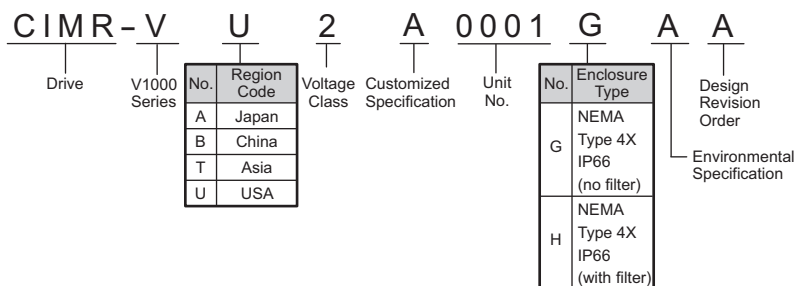 CIMR-V U 2 A 0001 G A A
Drive
V1000
Series
No. Region
Code
A Japan
B China
T Asia
U USA
Voltage
Class
Customized
Specification
Unit
No.
No. Enclosure
Type
G NEMA
Type 4X
IP66
(no filter)
H NEMA
Type 4X
IP66
(with filter)
Environmental
Specification
Design
Revision
Order